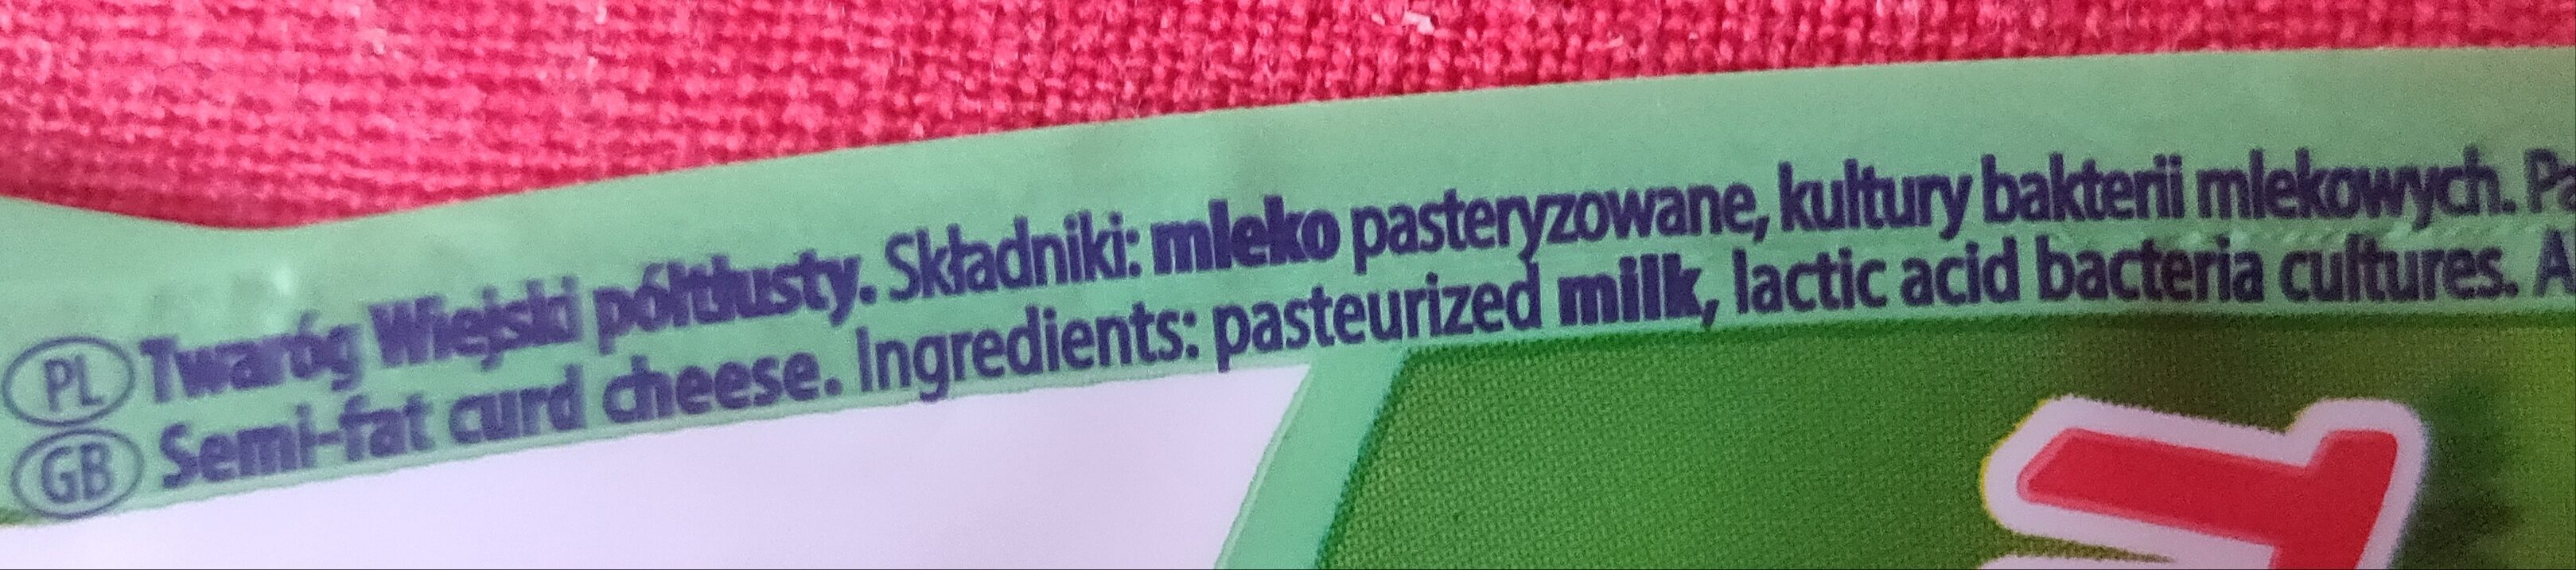 PL Twaróg Wiejski półtłusty. Składniki: mleko pasteryzowane, kultury bakterii mlekowych. Pa
GB Semi-fat curd cheese. Ingredients: pasteurized milk, lactic acid bacteria cultures. A